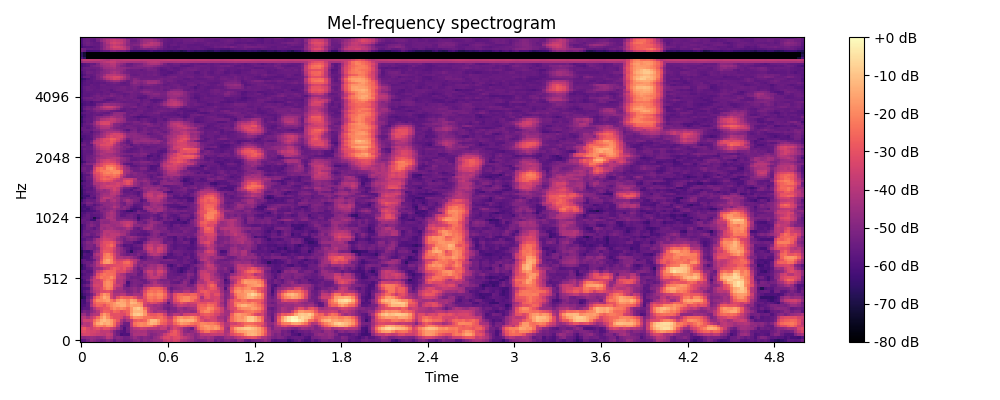 Mel-frequency spectrogram
Hz
4096
2048
1024
512
0
0 0.6 1.2 1.8 2.4 3 3.6 4.2 4.8
Time
+0 dB
-10 dB
-20 dB
-30 dB
-40 dB
-50 dB
-60 dB
-70 dB
-80 dB